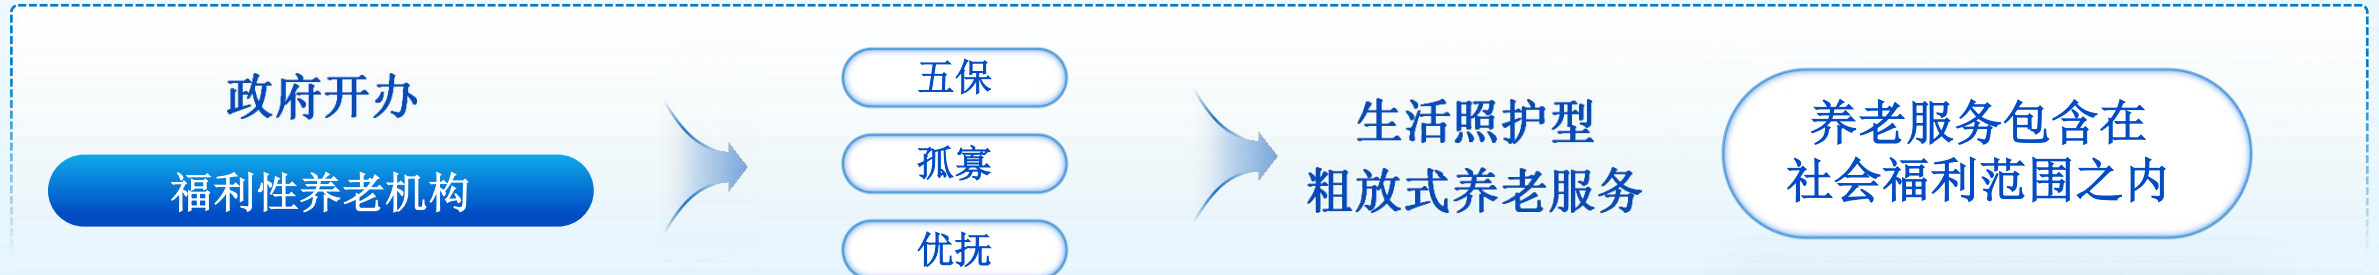 政府开办
福利性养老机构
五保
孤寡
优抚
生活照护型
粗放式养老服务
养老服务包含在
社会福利范围之内